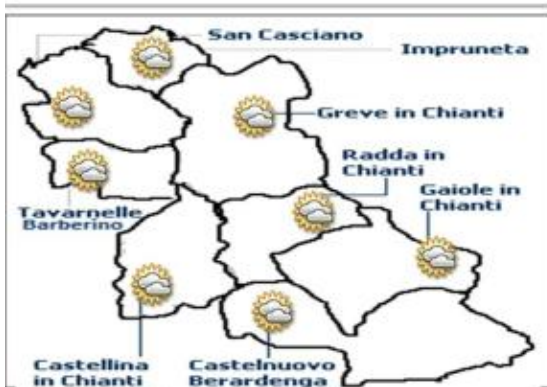 San Casciano
Impruneta
Greve in Chianti
Radda in
Chianti
Gaiole in
Chianti
Tavarnelle
Barberino
Castellina
in Chianti
Castelnuovo
Berardenga